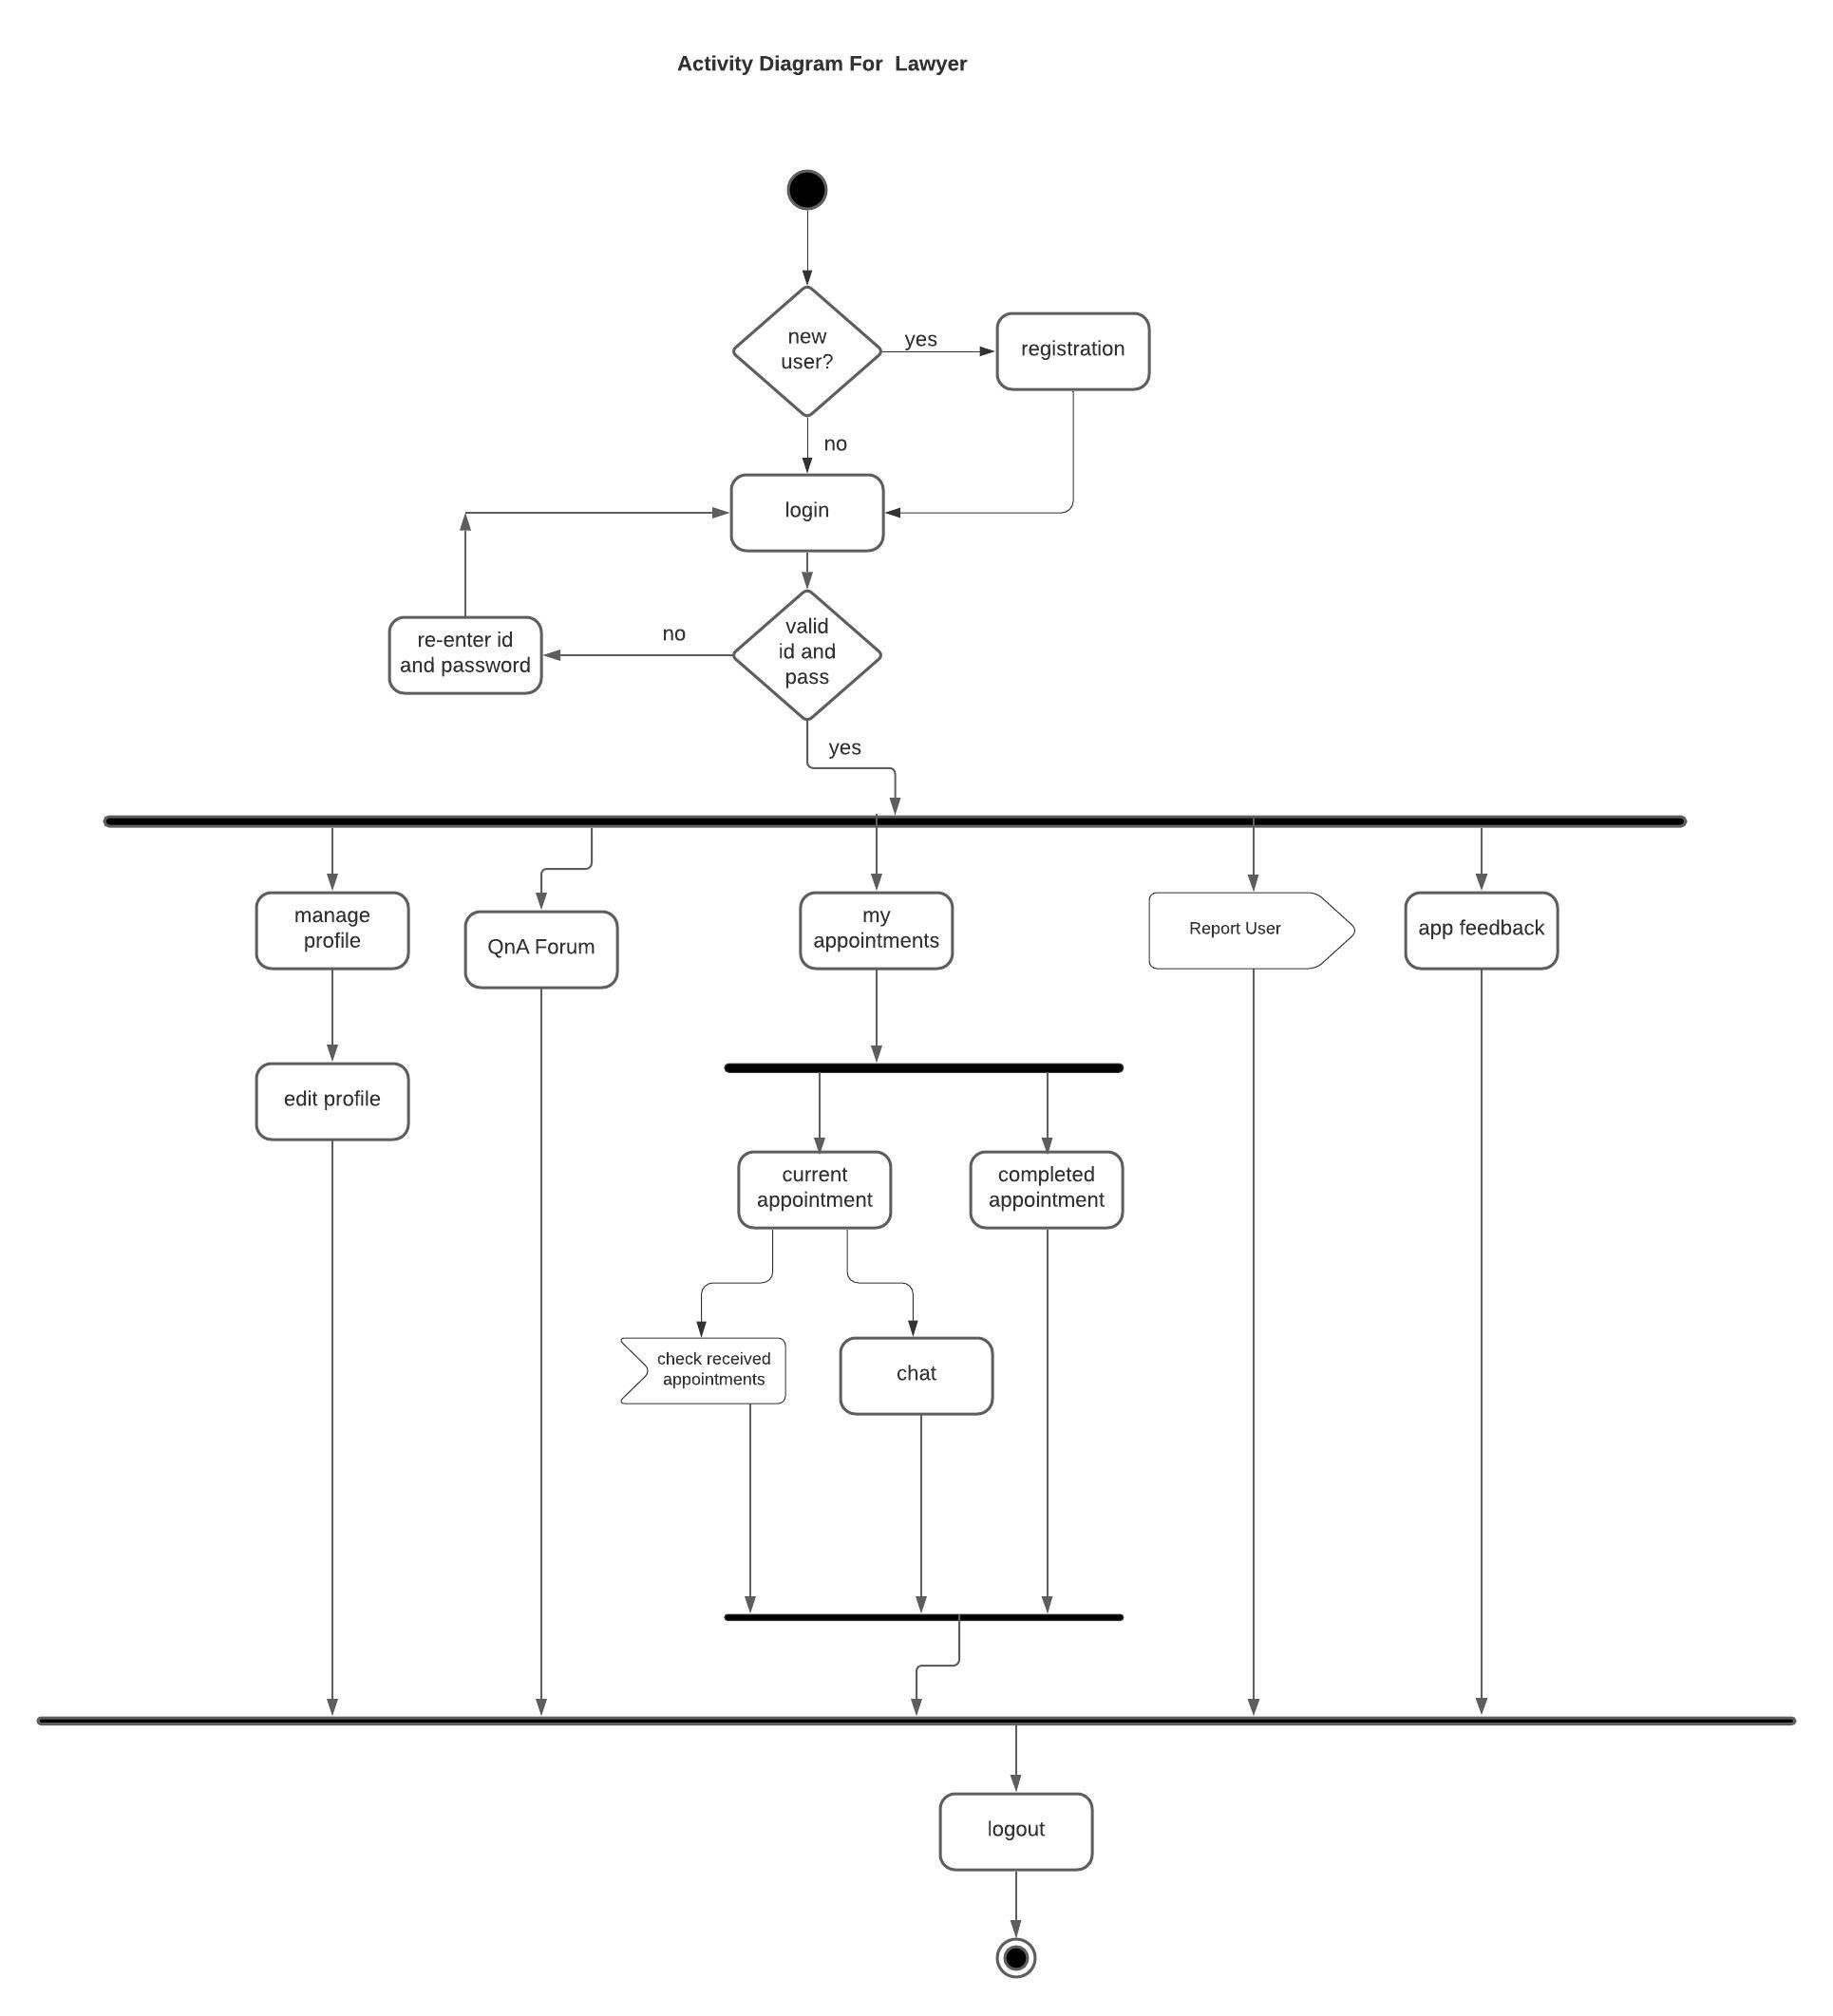 Activity Diagram For  Lawyer
new
user?
yes
registration
no
login
valid
id and
pass
no
re-enter id
and password
yes
manage
profile
QnA Forum
my
appointments
Report User
app feedback
edit profile
current
appointment
completed
appointment
check received
appointments
chat
logout